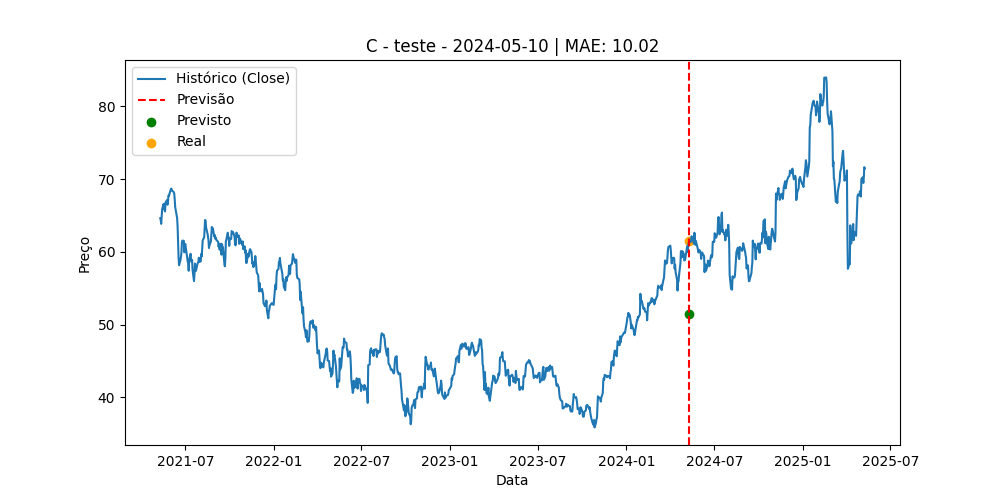 C - teste - 2024-05-10 | MAE: 10.02
Histórico (Close)
Previsão
Previsto
Real
Preço
80
70
60
50
40
2021-07
2022-01
2022-07
2023-01
2023-07
2024-01
2024-07
2025-01
2025-07
Data